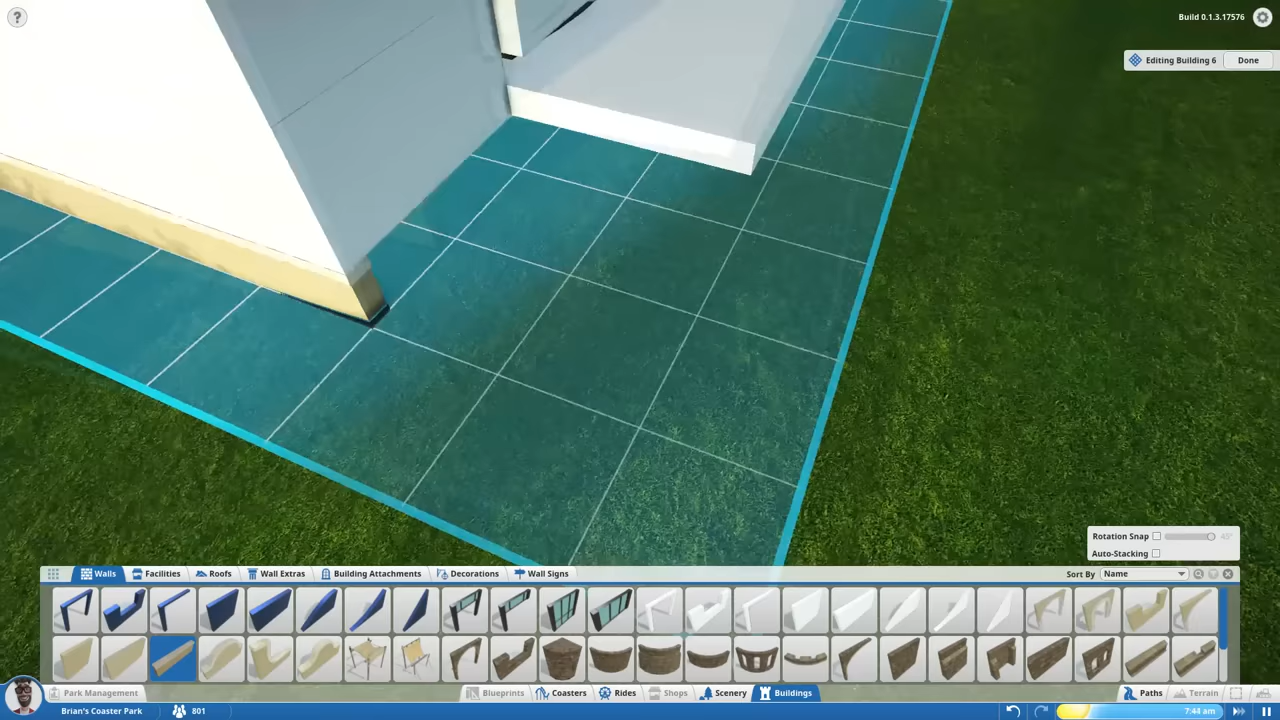 ?
Build 0.1.3.17576
Editing Building 6
Done
Rotation Snap
45°
Auto-Stacking
Walls
Facilities
Roofs
Wall Extras
Building Attachments
Decorations
Wall Signs
Sort By
Name
Park Management
Blueprints
Coasters
Rides
Shops
Scenery
Buildings
Paths
Terrain
Brian's Coaster Park
801
7:44 am